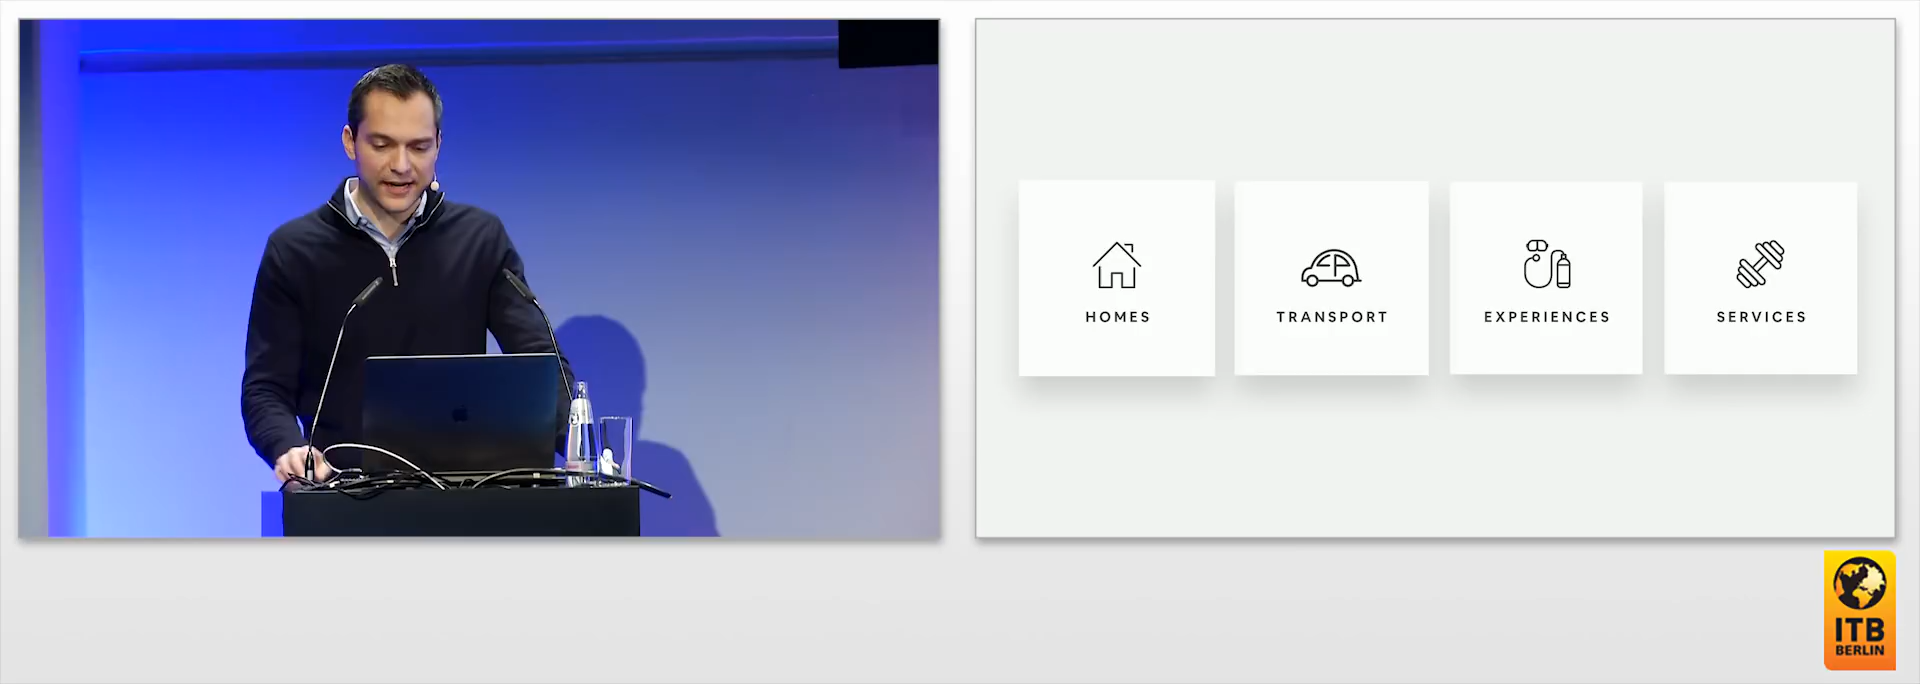 HOMES
TRANSPORT
EXPERIENCES
SERVICES
ITB
BERLIN